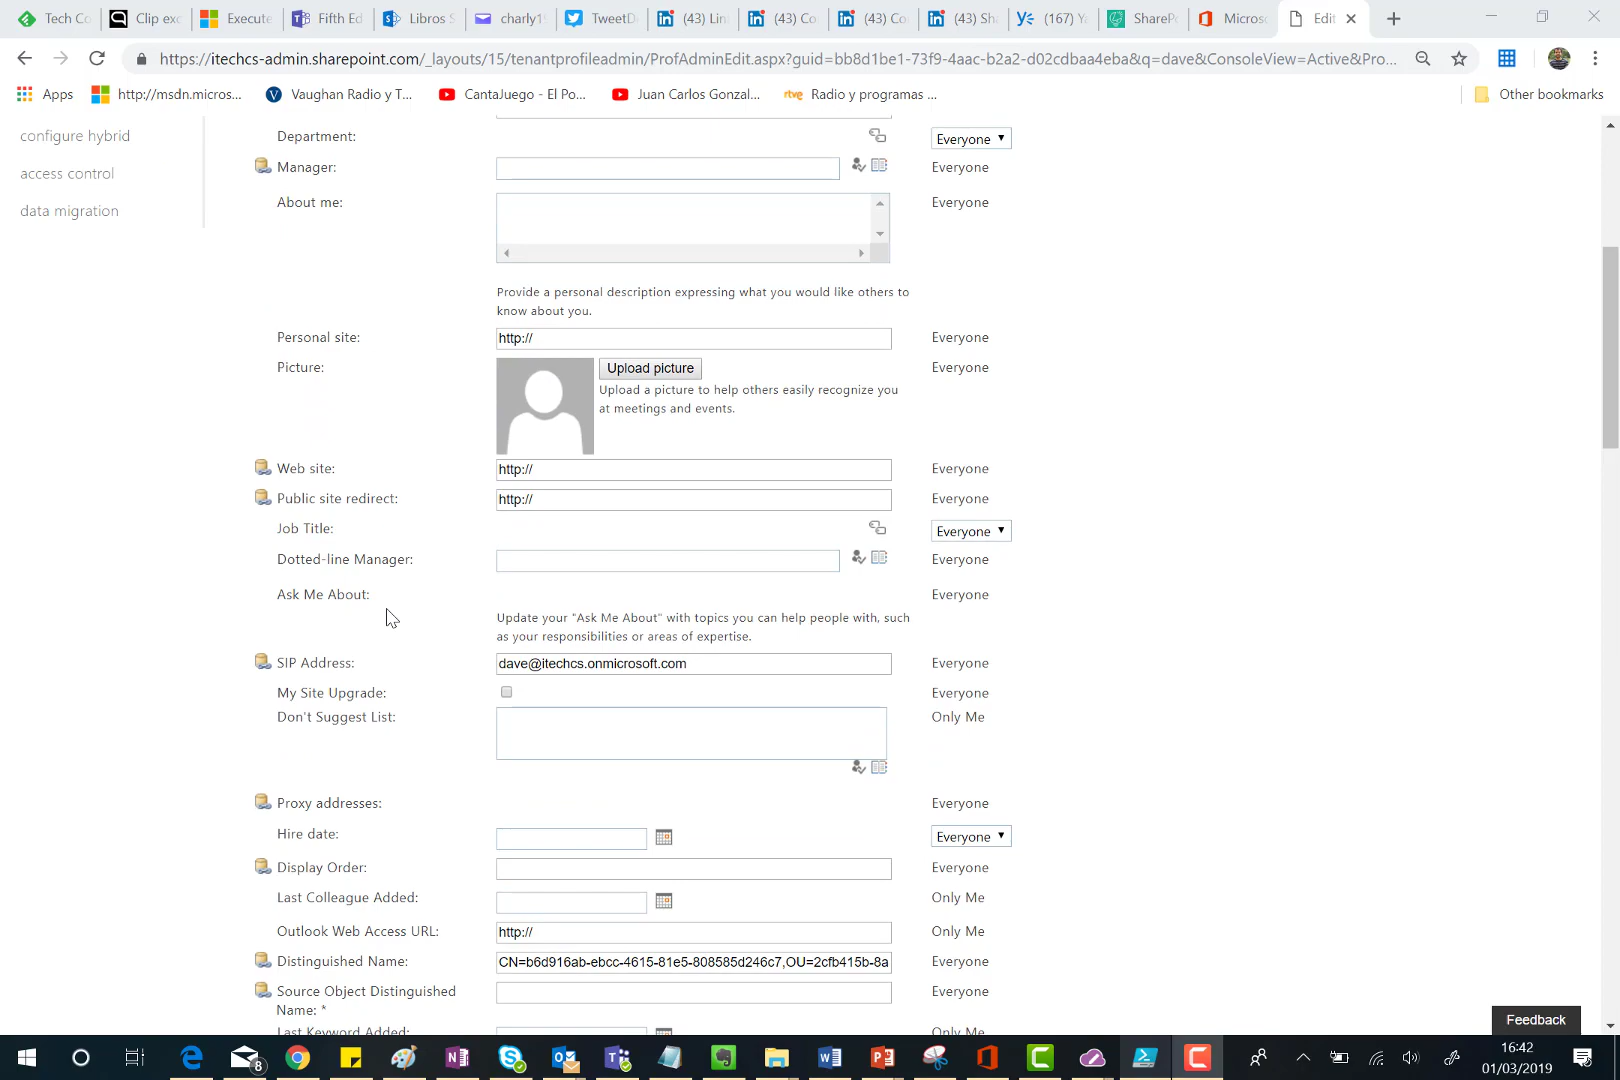 Tech Co
Clip exc
Execute
Fifth Ed
Libros S
charly1
TweetD
(43) Lin
(43) Co
(43) Co
(43) Sh
(167) Y
SharePo
Microso
Edit
https://itechcs-admin.sharepoint.com/_layouts/15/tenantprofileadmin/ProfAdminEdit.aspx?guid=bb8d1be1-73f9-4aac-b2a2-d02cdbaa4eba&q=dave&ConsoleView=Active&Pro...
Apps
http://msdn.micros...
Vaughan Radio y T...
CantaJuego - El Po...
Juan Carlos Gonzal...
rtve Radio y programas ...
Other bookmarks
configure hybrid
access control
data migration
Department:
Everyone
Manager:
Everyone
About me:
Everyone
Provide a personal description expressing what you would like others to
know about you.
Personal site:
http://
Everyone
Picture:
Upload picture
Everyone
Upload a picture to help others easily recognize you
at meetings and events.
Web site:
http://
Everyone
Public site redirect:
http://
Everyone
Job Title:
Everyone
Dotted-line Manager:
Everyone
Ask Me About:
Everyone
Update your "Ask Me About" with topics you can help people with, such
as your responsibilities or areas of expertise.
SIP Address:
dave@itechcs.onmicrosoft.com
Everyone
My Site Upgrade:
Everyone
Don't Suggest List:
Only Me
Proxy addresses:
Everyone
Hire date:
Everyone
Display Order:
Everyone
Last Colleague Added:
Only Me
Outlook Web Access URL:
http://
Only Me
Distinguished Name:
CN=b6d916ab-ebcc-4615-81e5-808585d246c7,OU=2cfb415b-8a
Everyone
Source Object Distinguished
Name: *
Everyone
Last Keyword Added:
Only Me
Feedback
8
16:42
01/03/2019